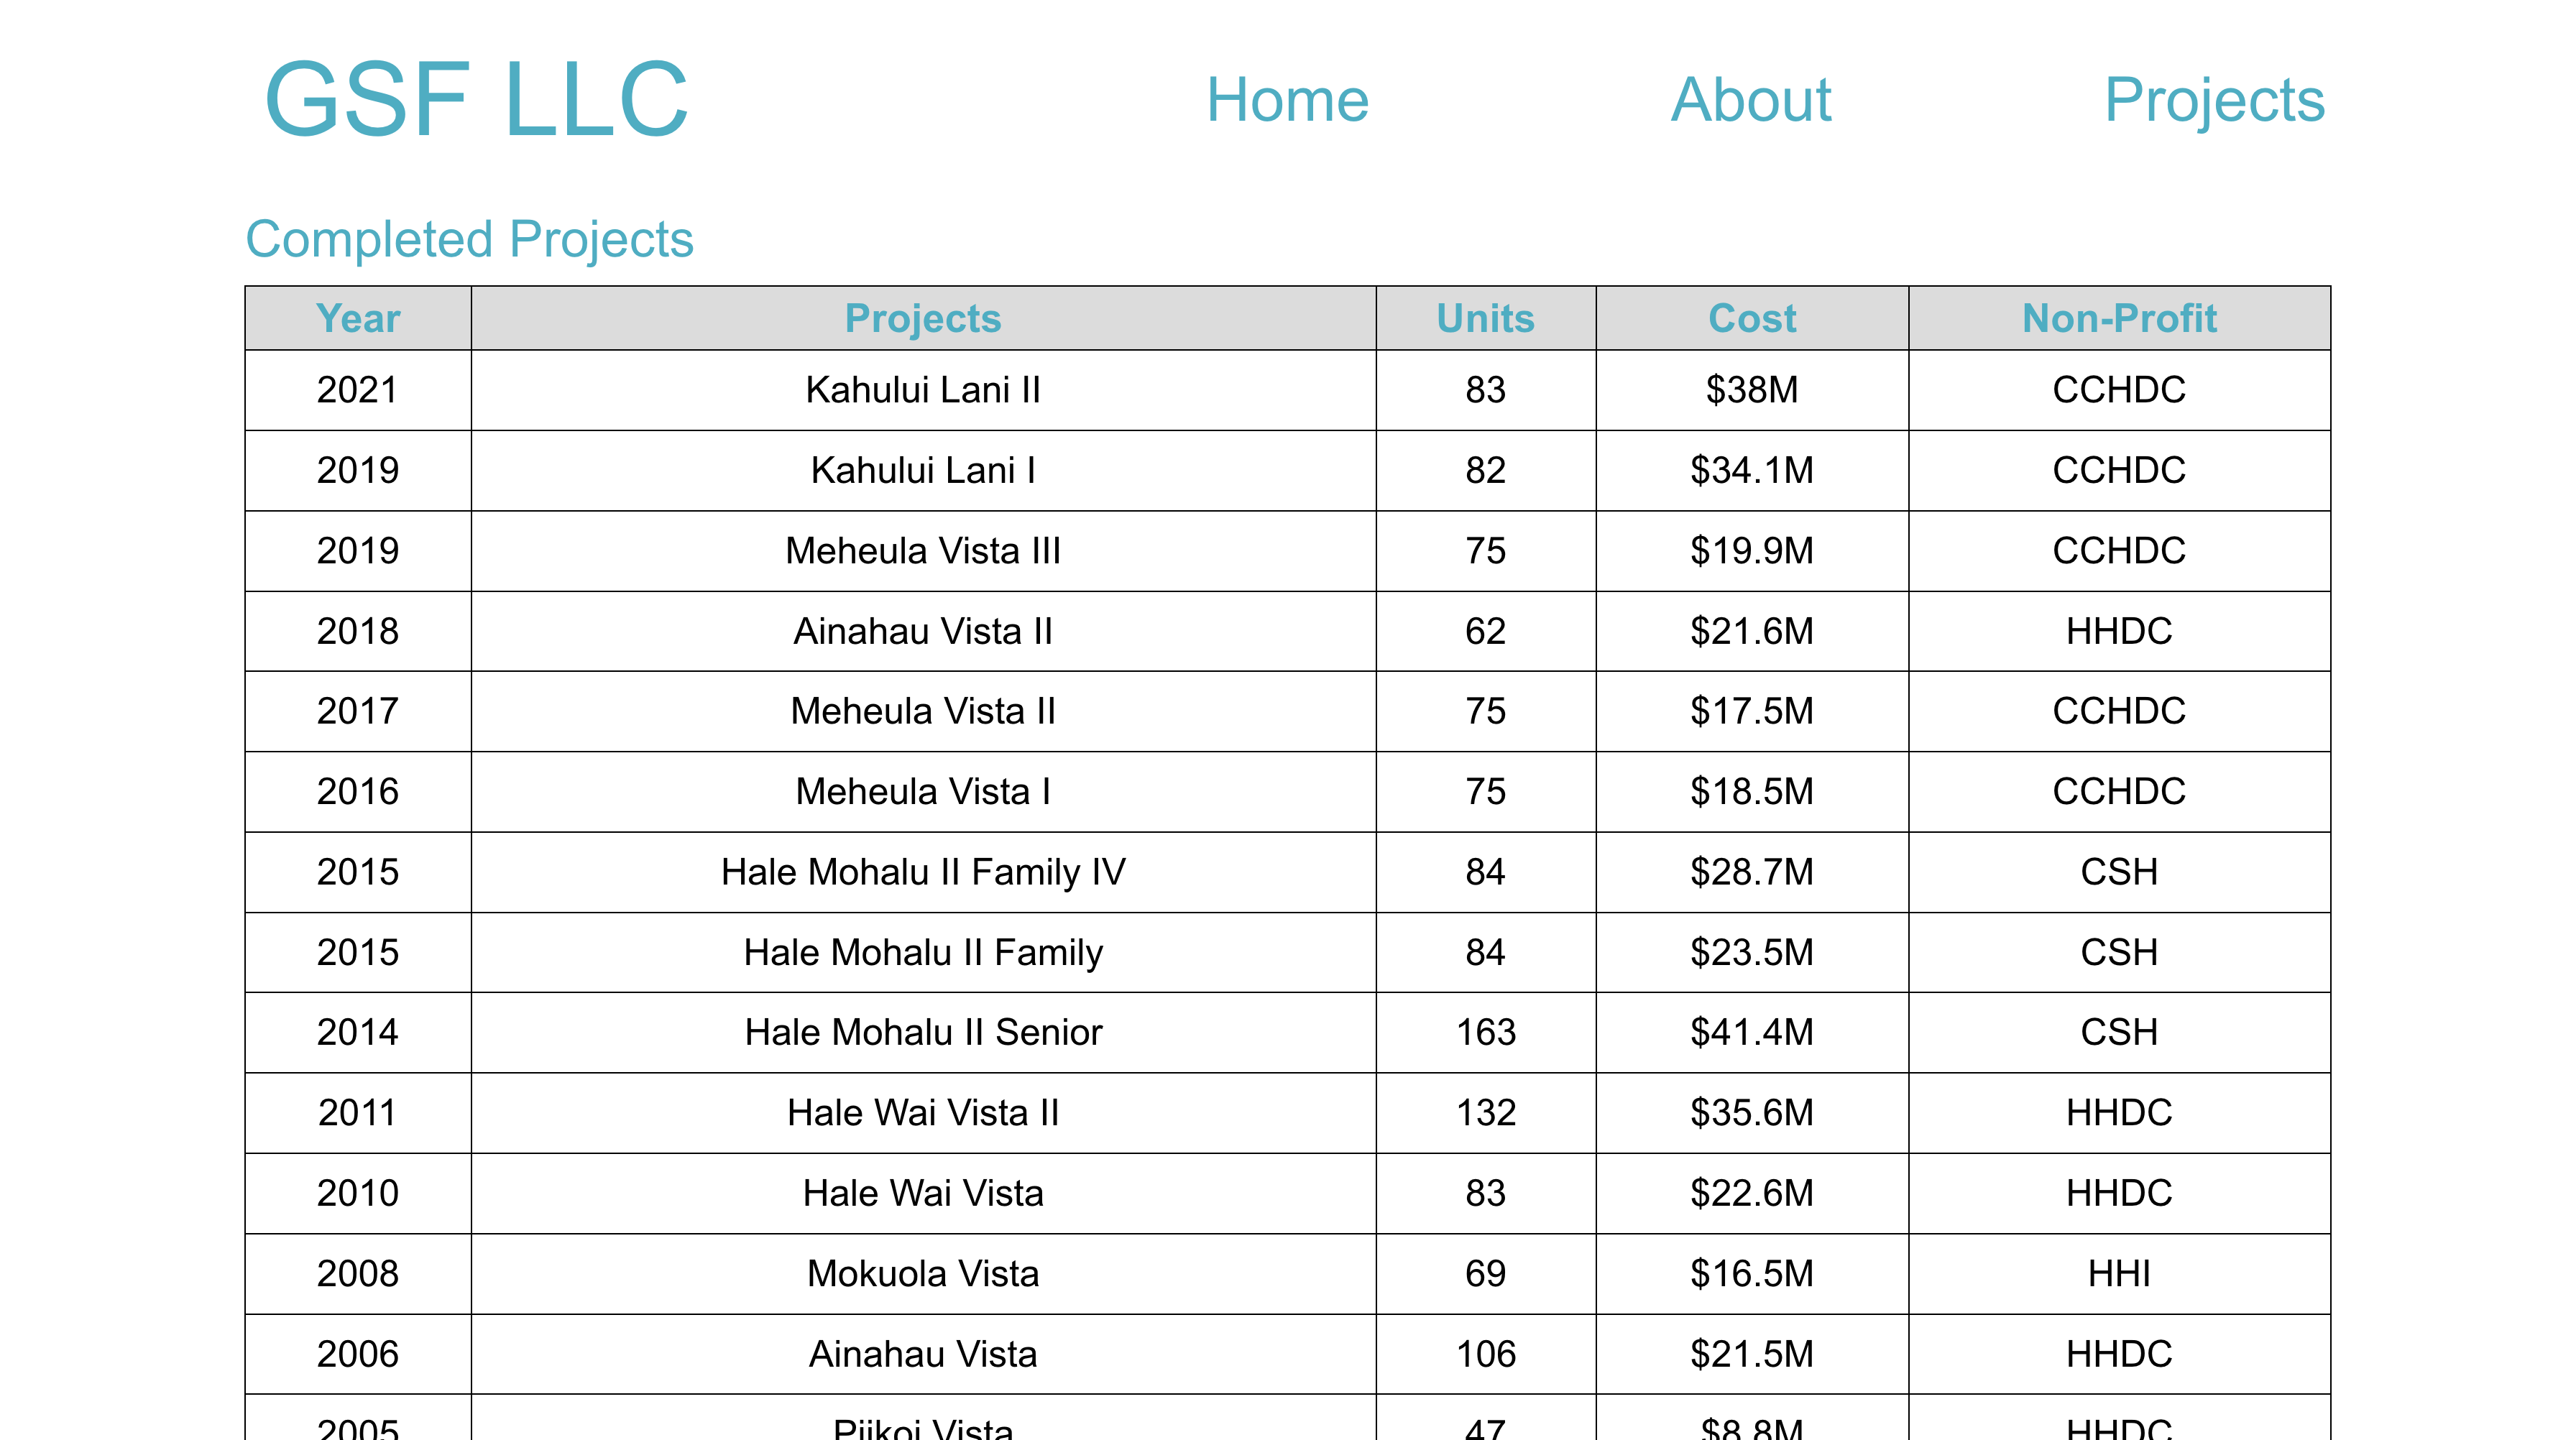 GSF LLC Home About Projects
Completed Projects
Year Projects Units Cost Non-Profit
2021 Kahului Lani II 83 $38M CCHDC
2019 Kahului Lani I 82 $34.1M CCHDC
2019 Meheula Vista III 75 $19.9M CCHDC
2018 Ainahau Vista II 62 $21.6M HHDC
2017 Meheula Vista II 75 $17.5M CCHDC
2016 Meheula Vista I 75 $18.5M CCHDC
2015 Hale Mohalu II Family IV 84 $28.7M CSH
2015 Hale Mohalu II Family 84 $23.5M CSH
2014 Hale Mohalu II Senior 163 $41.4M CSH
2011 Hale Wai Vista II 132 $35.6M HHDC
2010 Hale Wai Vista 83 $22.6M HHDC
2008 Mokuola Vista 69 $16.5M HHI
2006 Ainahau Vista 106 $21.5M HHDC
2005 Piikoi Vista 47 $8.8M HHDC